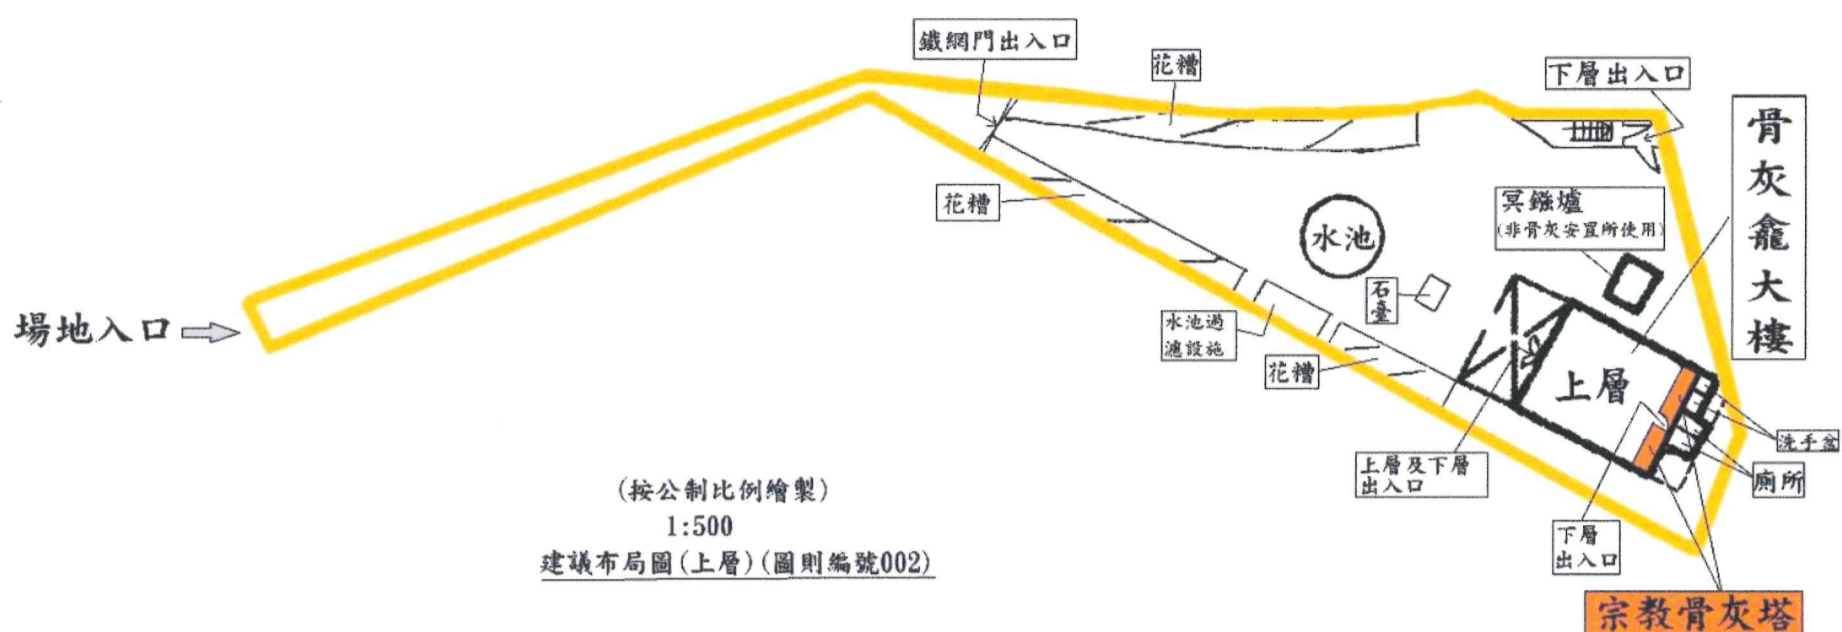 鐵網門出入口
花糟
下層出入口
骨灰龕大樓
冥鏹爐
(非骨灰安置所使用)
花糟
水池
石臺
場地入口
水池過
濾設施
花糟
上層
洗手盆
廁所
上層及下層
出入口
下層
出入口
宗教骨灰塔
(按公制比例繪製)
1:500
建議布局圖(上層)(圖則編號002)